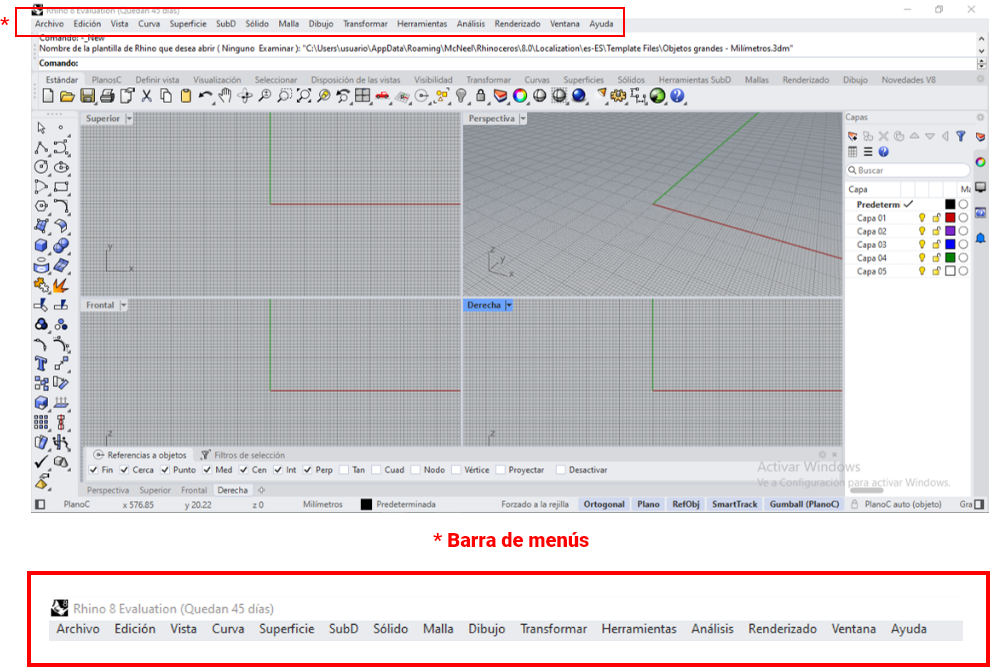 *
Rhino 8 Evaluation (Quedan 45 días)
Archivo Edición Vista Curva Superficie SubD Sólido Malla Dibujo Transformar Herramientas Análisis Renderizado Ventana Ayuda
Comando: -_New
Nombre de la plantilla de Rhino que desea abrir ( Ninguno Examinar ): "C:\Users\usuario\AppData\Roaming\McNeel\Rhinoceros\8.0\Localization\es-ES\Template Files\Objetos grandes - Milímetros.3dm"
Comando:
Estándar PlanosC Definir vista Visualización Seleccionar Disposición de las vistas Visibilidad Transformar Curvas Superficies Sólidos Herramientas SubD Mallas Renderizado Dibujo Novedades V8
Superior
y
x
Perspectiva
z
y
x
Capas
Buscar
Capa Ma
Predeterm
Capa 01
Capa 02
Capa 03
Capa 04
Capa 05
Frontal
z
Derecha
z
Referencias a objetos Filtros de selección
Fin Cerca Punto Med Cen Int Perp Tan Cuad Nodo Vértice Proyectar Desactivar
Activar Windows
Ve a Configuración para activar Windows.
Perspectiva Superior Frontal Derecha
PlanoC x 576.85 y 20.22 z 0 Milímetros Predeterminada Forzado a la rejilla Ortogonal Plano RefObj SmartTrack Gumball (PlanoC) PlanoC auto (objeto) Gra
* Barra de menús
Rhino 8 Evaluation (Quedan 45 días)
Archivo Edición Vista Curva Superficie SubD Sólido Malla Dibujo Transformar Herramientas Análisis Renderizado Ventana Ayuda